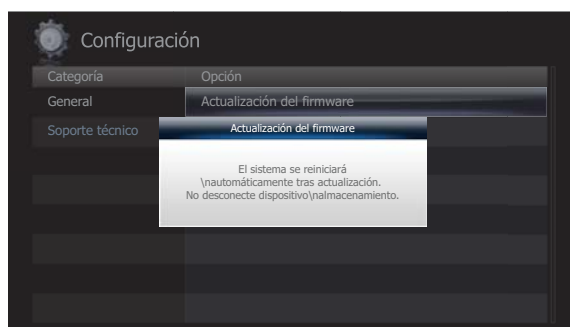 Configuración
Categoría Opción
General Actualización del firmware
Soporte técnico
Actualización del firmware
El sistema se reiniciará
\nautomáticamente tras actualización.
No desconecte dispositivo\nalmacenamiento.